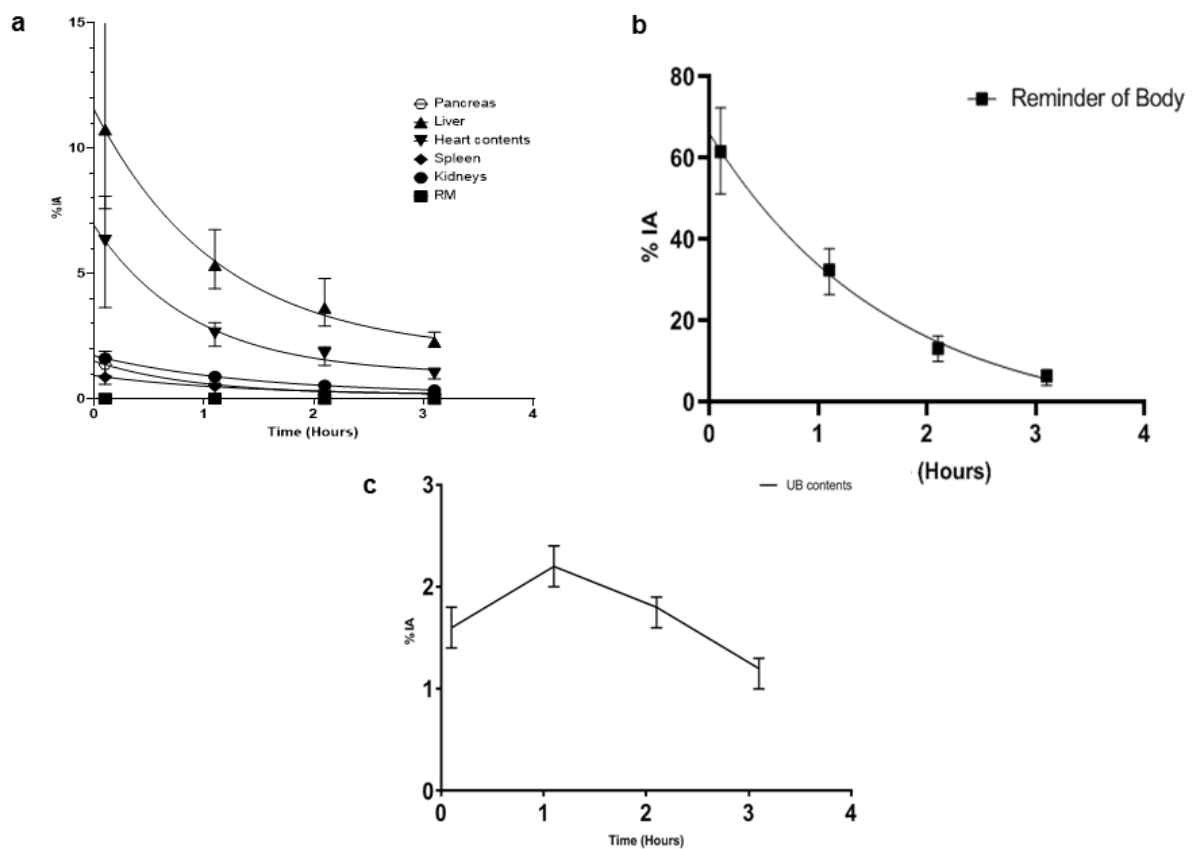 a
15
10
5
0
%IA
0 1 2 3 4
Time (Hours)
Pancreas
Liver
Heart contents
Spleen
Kidneys
RM
b
80
60
40
20
0
% IA
0 1 2 3 4
(Hours)
Reminder of Body
c
3
2
1
0
% IA
0 1 2 3 4
Time (Hours)
UB contents